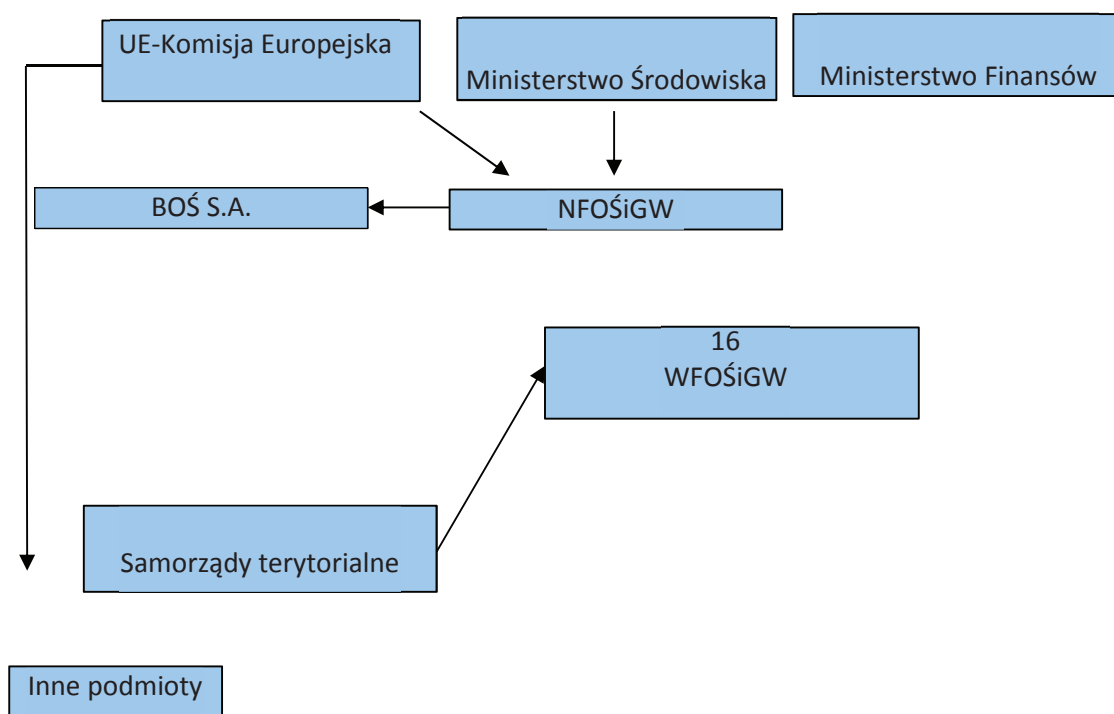 UE-Komisja Europejska
Ministerstwo Środowiska
Ministerstwo Finansów
BOŚ S.A.
NFOŚiGW
16
WFOŚiGW
Samorządy terytorialne
Inne podmioty